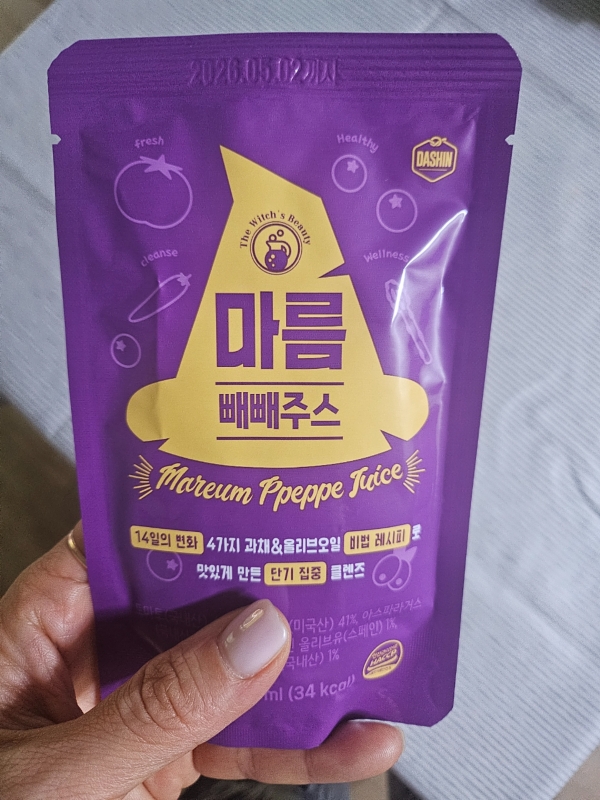 2026.05.02까지
fresh
Healthy
DASHIN
The Witch's Beauty
cleanse
Wellness
마름
빼빼주스
Mareum Ppeppe Juice
14일의 변화 4가지 과채&올리브오일 비법 레시피로
맛있게 만든 단기 집중 클렌즈
(미국산) 41%, 아스파라거스
올리브유(스페인) 1%,
국내산) 1%
HACCP
ml (34 kcal)